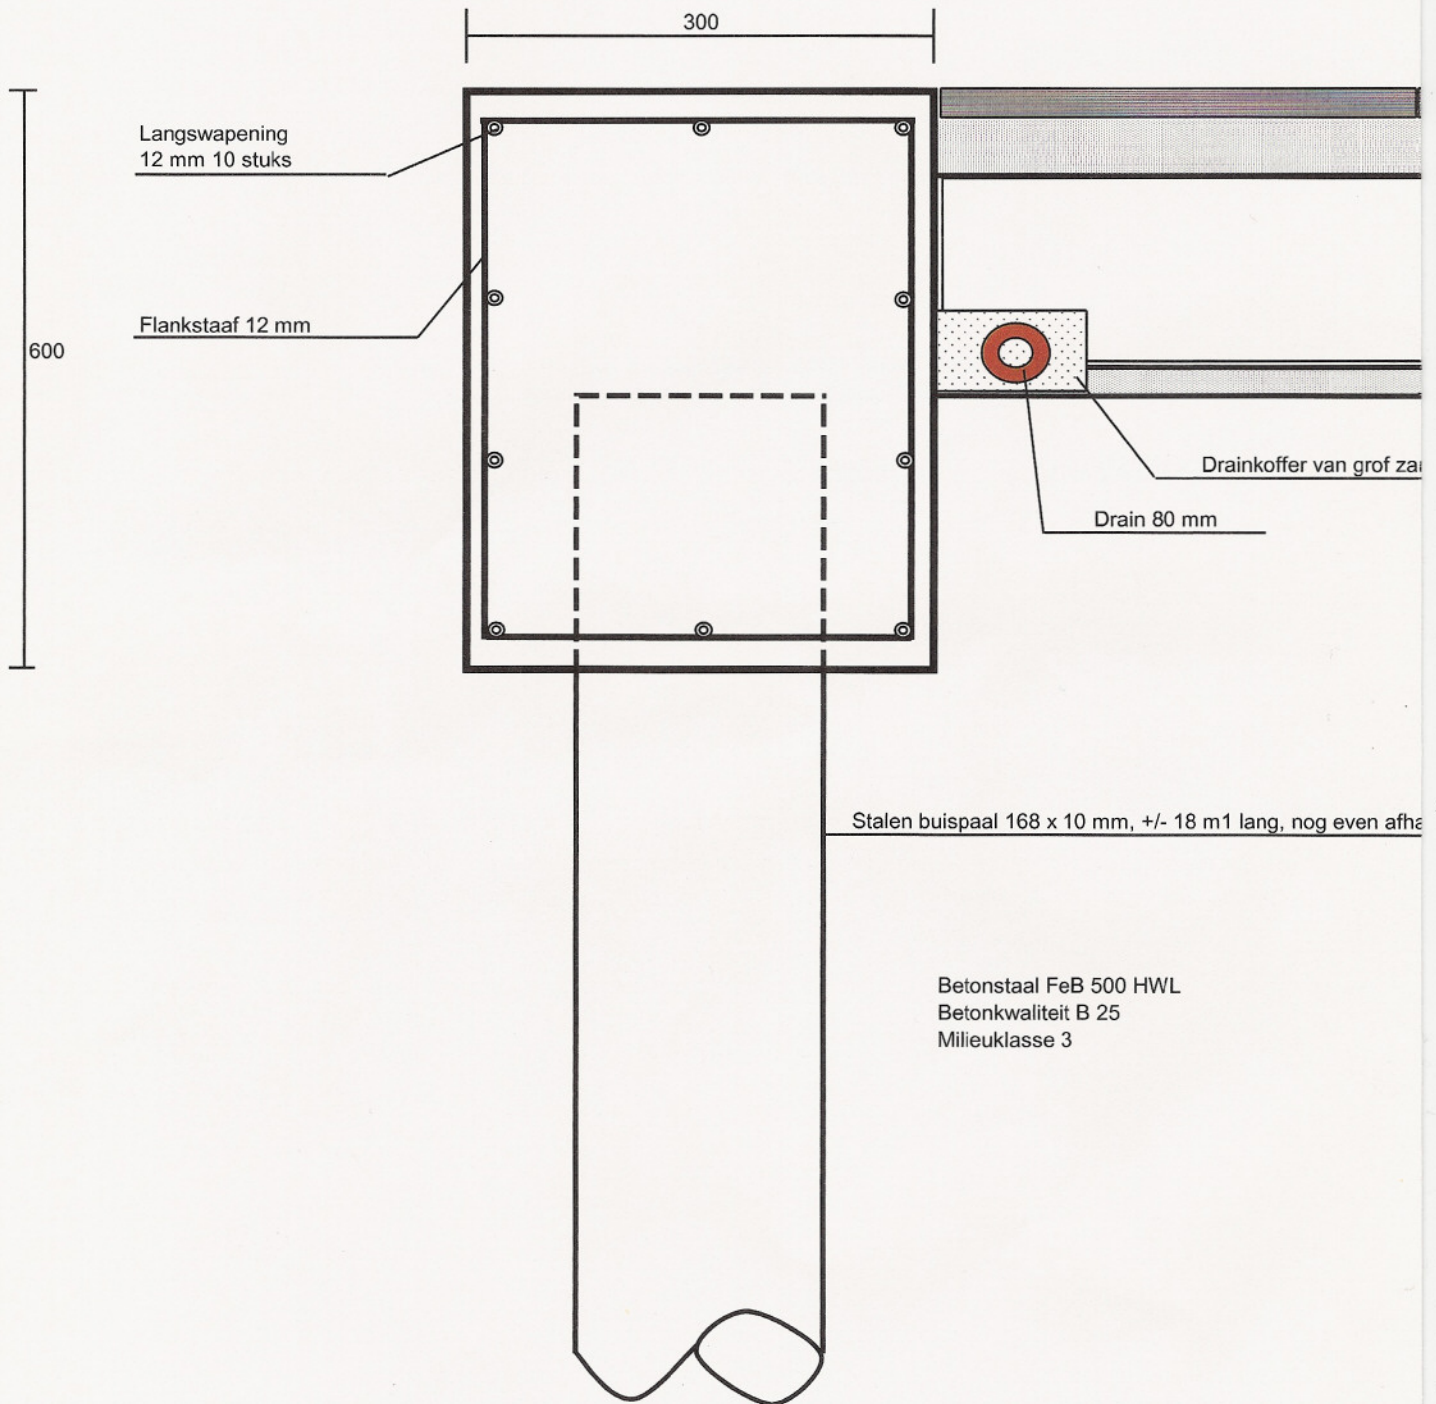 300
Langswapening
12 mm 10 stuks
Flankstaaf 12 mm
600
Drainkoffer van grof
Drain 80 mm
Stalen buispaal 168 x 10 mm, +/- 18 m1 lang, nog even
Betonstaal FeB 500 HWL
Betonkwaliteit B 25
Milieuklasse 3